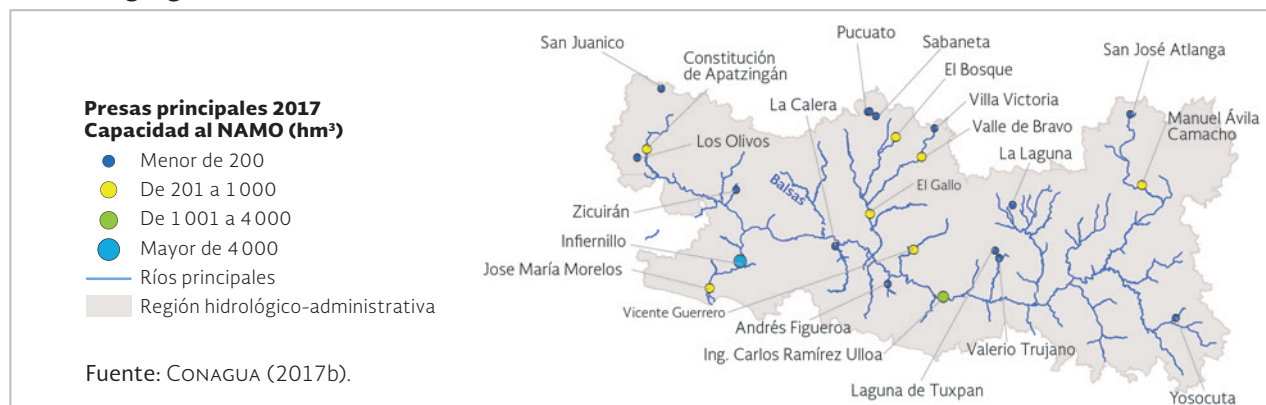 Presas principales 2017
Capacidad al NAMO (hm³)
Menor de 200
De 201 a 1 000
De 1 001 a 4 000
Mayor de 4 000
Ríos principales
Región hidrológico-administrativa
Fuente: CONAGUA (2017b).
San Juanico
Constitución
de Apatzingán
Pucuato
Sabaneta
El Bosque
San José Atlanga
La Calera
Villa Victoria
Valle de Bravo
Manuel Ávila
Camacho
Los Olivos
La Laguna
Balsas
El Gallo
Zicuirán
Infiernillo
Jose María Morelos
Vicente Guerrero
Andrés Figueroa
Ing. Carlos Ramírez Ulloa
Valerio Trujano
Laguna de Tuxpan
Yosocuta